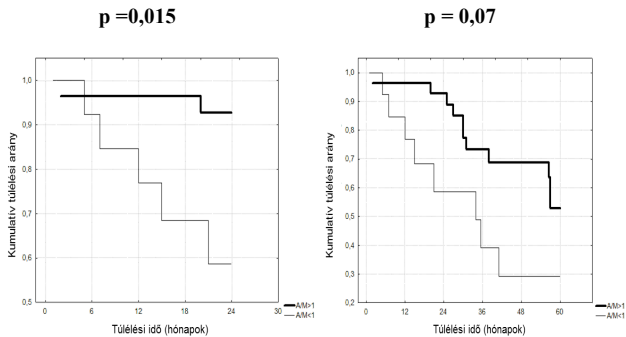 p =0,015
p = 0,07
Kumulatív túlélési arány
1,0
0,9
0,8
0,7
0,6
0,5
0
6
12
18
24
30
A/M>1
A/M<1
Túlélési idő (hónapok)
Kumulatív túlélési arány
1,0
0,9
0,8
0,7
0,6
0,5
0,4
0,3
0,2
0
12
24
36
48
60
A/M>1
A/M<1
Túlélési idő (hónapok)